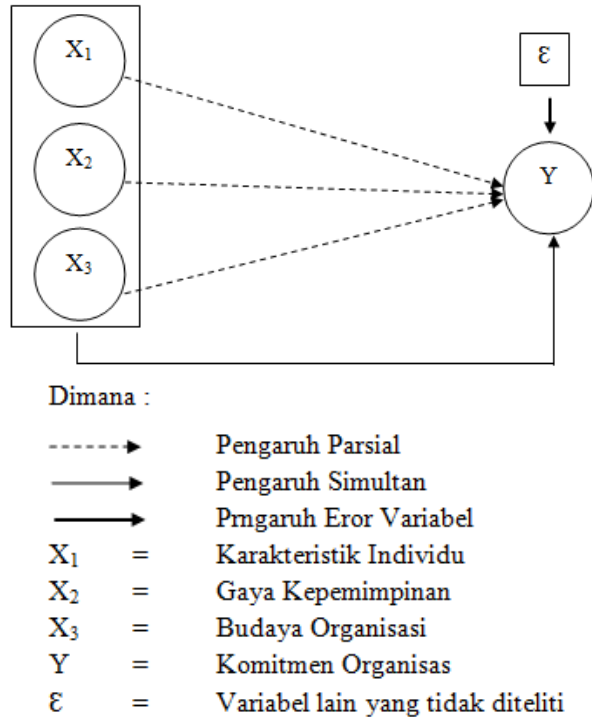 X₁
ε
X₂
Y
X₃
Dimana :
Pengaruh Parsial
Pengaruh Simultan
Prngaruh Eror Variabel
X₁ = Karakteristik Individu
X₂ = Gaya Kepemimpinan
X₃ = Budaya Organisasi
Y = Komitmen Organisas
ε = Variabel lain yang tidak diteliti